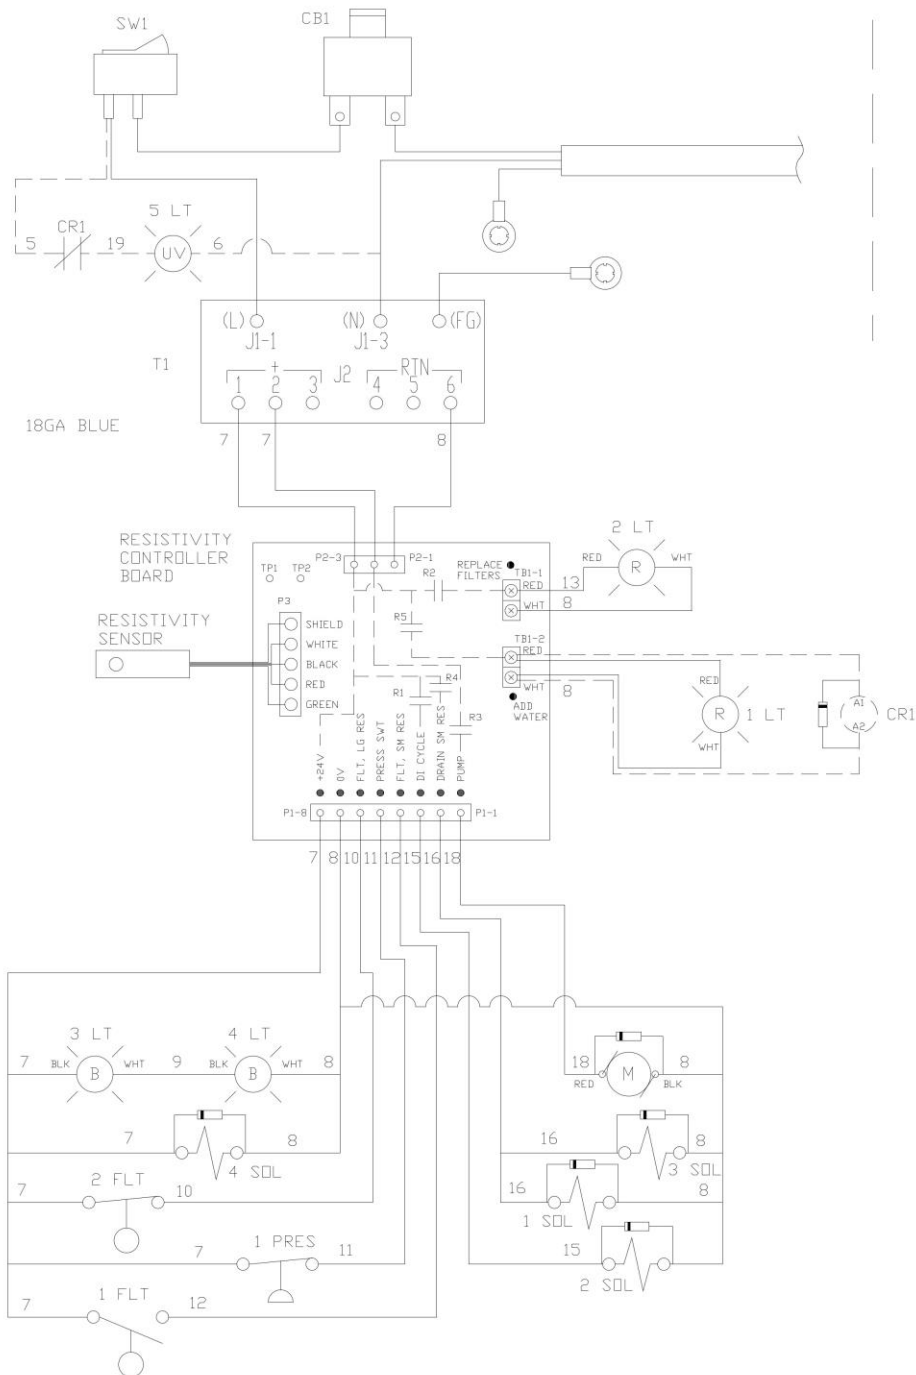 SW1
CB1
5 LT
CR1
5
19
UV
6
(L)
(N)
(FG)
J1-1
J1-3
T1
+
J2
RTN
1
2
3
4
5
6
18GA BLUE
7
7
8
RESISTIVITY
CONTROLLER
BOARD
P2-3
P2-1
TP1
TP2
R2
REPLACE
FILTERS
TB1-1
RED
13
WHT
8
2 LT
RED
WHT
R
P3
SHIELD
WHITE
BLACK
RED
GREEN
RESISTIVITY
SENSOR
R5
TB1-2
RED
WHT
8
ADD
WATER
R4
R1
R3
RED
R
1 LT
WHT
A1
A2
CR1
+24V
0V
FLT, LG RES
PRESS SWT
FLT, SM RES
DI CYCLE
DRAIN SM RES
PUMP
P1-8
P1-1
7
8
10
11
12
15
16
18
3 LT
4 LT
7
BLK
B
WHT
9
BLK
B
WHT
8
18
RED
M
BLK
8
7
8
4 SOL
16
8
3 SOL
7
2 FLT
10
16
8
1 SOL
7
1 PRES
11
15
2 SOL
7
1 FLT
12